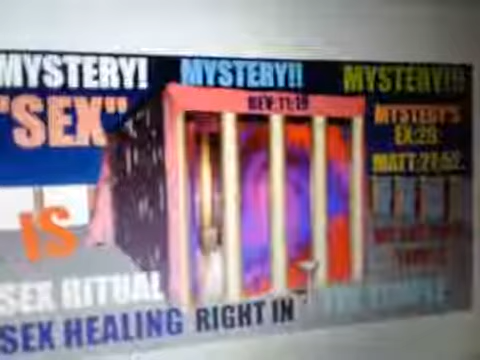 MYSTERY! MYSTERY!! MYSTERY!!!
"SEX"
REV:11:19
MYSTERY'S
EX:28:
MATT:27:52:
IS
SEX RITUAL
SEX HEALING RIGHT IN